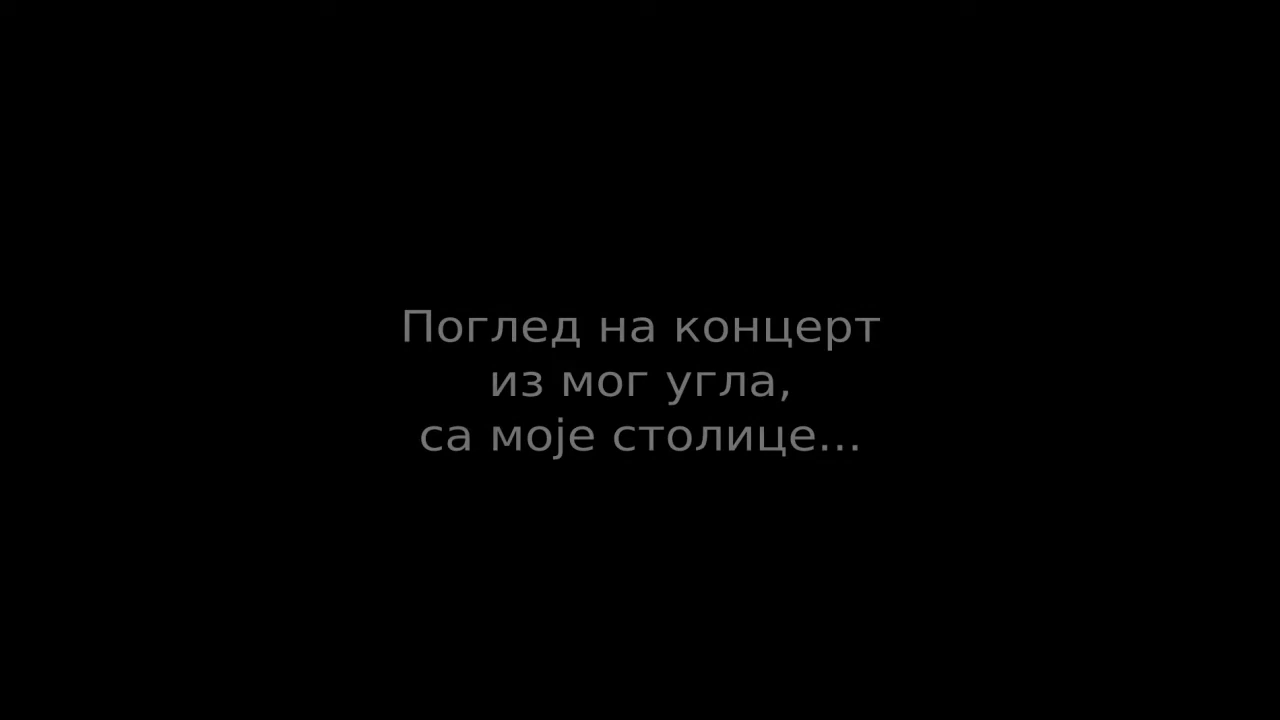 Поглед на концерт
из мог угла,
са моје столице...